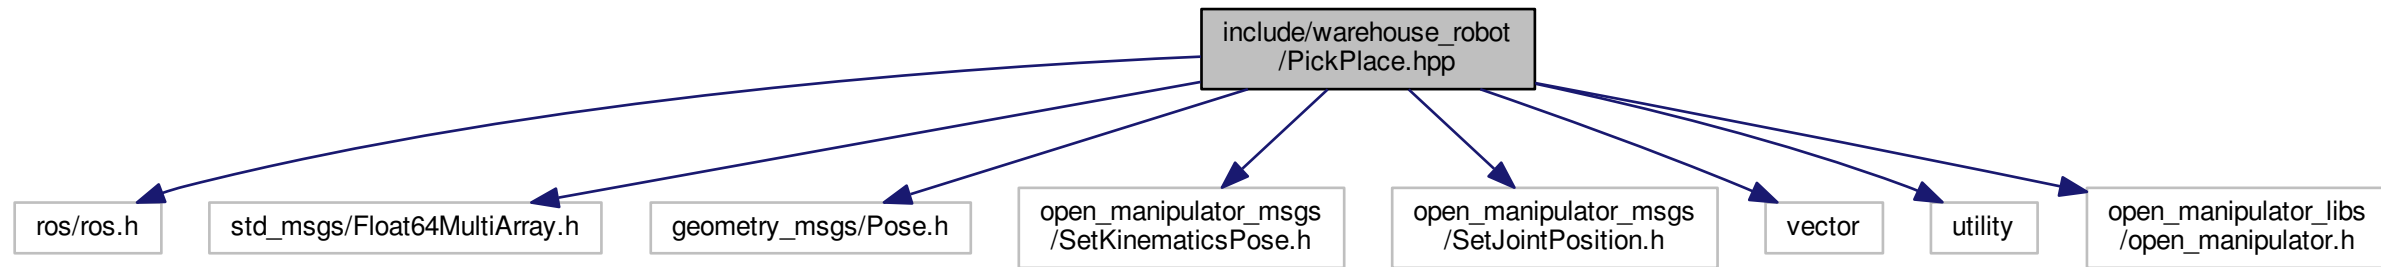 include/warehouse_robot
/PickPlace.hpp
ros/ros.h
std_msgs/Float64MultiArray.h
geometry_msgs/Pose.h
open_manipulator_msgs
/SetKinematicsPose.h
open_manipulator_msgs
/SetJointPosition.h
vector
utility
open_manipulator_libs
/open_manipulator.h